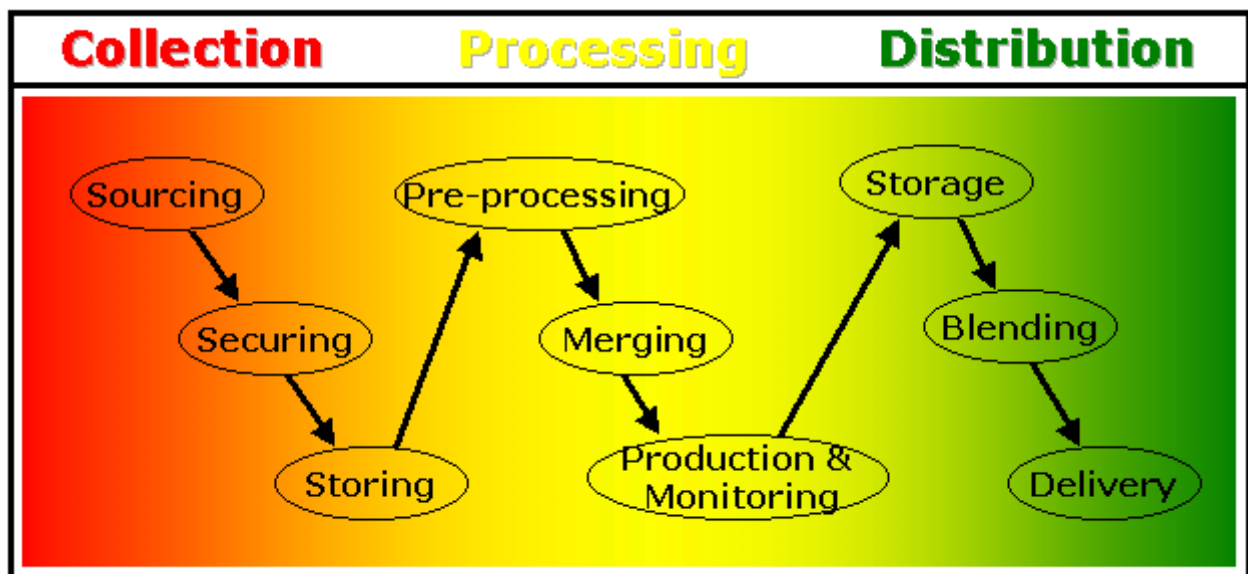 Collection
Processing
Distribution
Sourcing
Securing
Storing
Pre-processing
Merging
Production &
Monitoring
Storage
Blending
Delivery